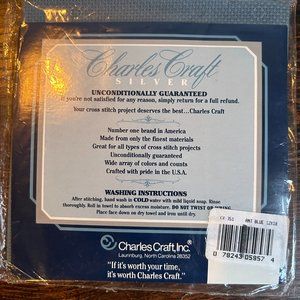 Charles Craft
SILVER
UNCONDITIONALLY GUARANTEED
If you're not satisfied for any reason, simply return for a full refund.
Your cross stitch project deserves the best...Charles Craft
Number one brand in America
Made from only the finest materials
Great for all types of cross stitch projects
Unconditionally guaranteed
Wide array of colors and counts
Crafted with pride in the U.S.A.
WASHING INSTRUCTIONS
After stitching, hand wash in COLD water with mild liquid soap. Rinse
thoroughly. Roll in towel to absorb excess moisture. DO NOT TWIST OR WRING.
Place face down on dry towel and iron until dry.
Charles Craft, Inc.
Laurinburg, North Carolina 28352
"If it's worth your time,
it's worth Charles Craft."
ANT BLUE 12X18
0 78243 05957 4